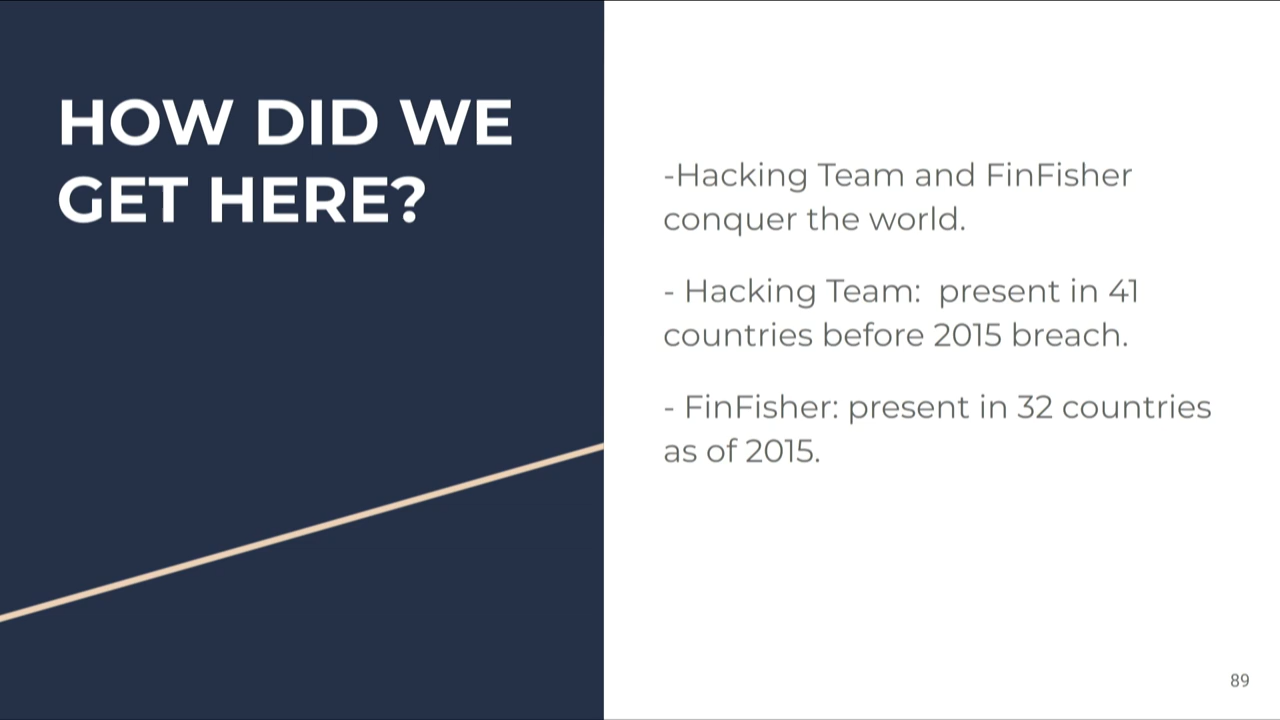 HOW DID WE
GET HERE?
-Hacking Team and FinFisher
conquer the world.
- Hacking Team:  present in 41
countries before 2015 breach.
- FinFisher: present in 32 countries
as of 2015.
89